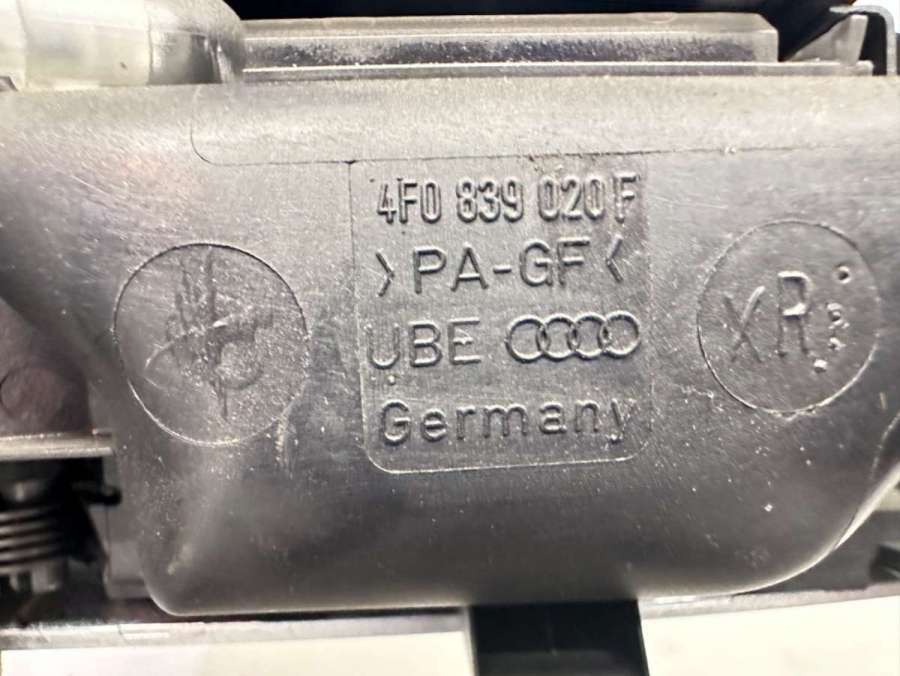 4F0 839 020 F
>PA-GF<
UBE
Germany
XR